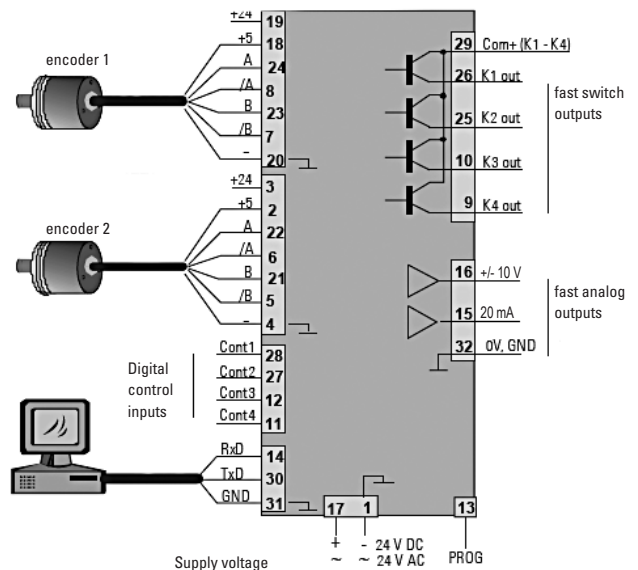 +24 19
+5 18
encoder 1
A 24
/A 8
B 23
/B 7
- 20
+24 3
+5 2
encoder 2
A 22
/A 6
B 21
/B 5
- 4
Cont1 28
Cont2 27
Cont3 12
Cont4 11
Digital
control
inputs
RxD 14
TxD 30
GND 31
29 Com+ (K1 - K4)
26 K1 out
25 K2 out
10 K3 out
9 K4 out
fast switch
outputs
16 +/- 10 V
15 20 mA
32 0V, GND
fast analog
outputs
17 1
13
+ - 24 V DC
~ ~ 24 V AC
PROG
Supply voltage